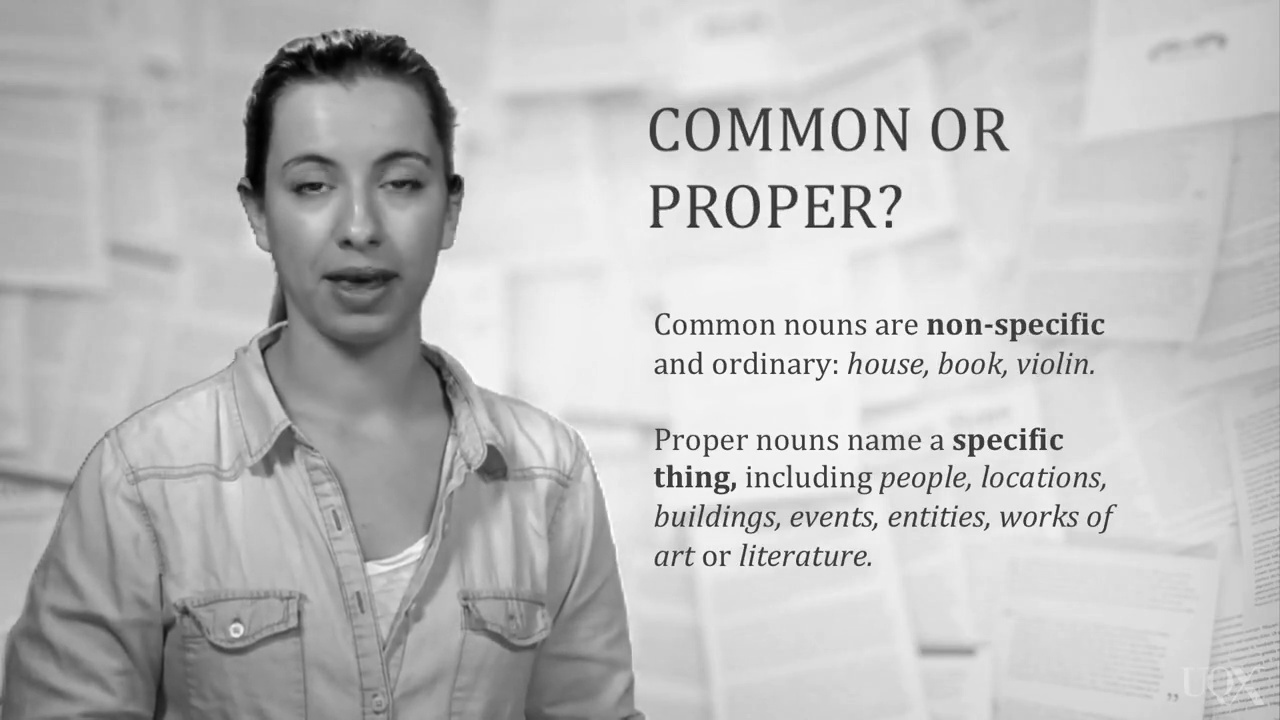 COMMON OR
PROPER?
Common nouns are non-specific
and ordinary: house, book, violin.
Proper nouns name a specific
thing, including people, locations,
buildings, events, entities, works of
art or literature.
UQX